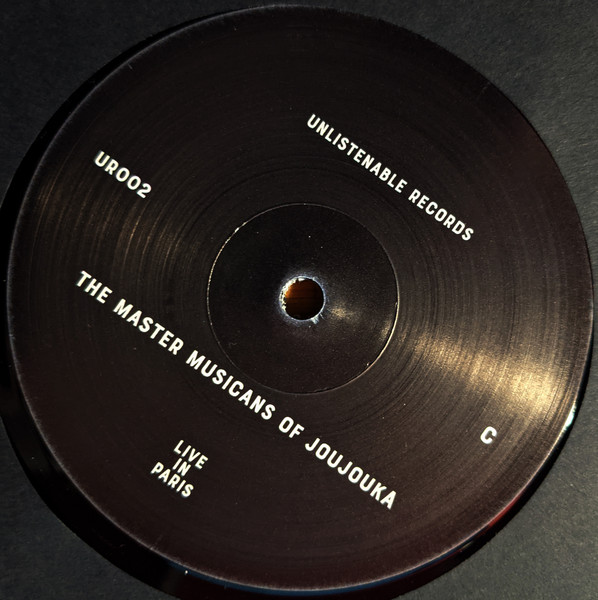 UNLISTENABLE RECORDS
UR002
THE MASTER MUSICANS OF JOUJOUKA
C
LIVE
IN
PARIS